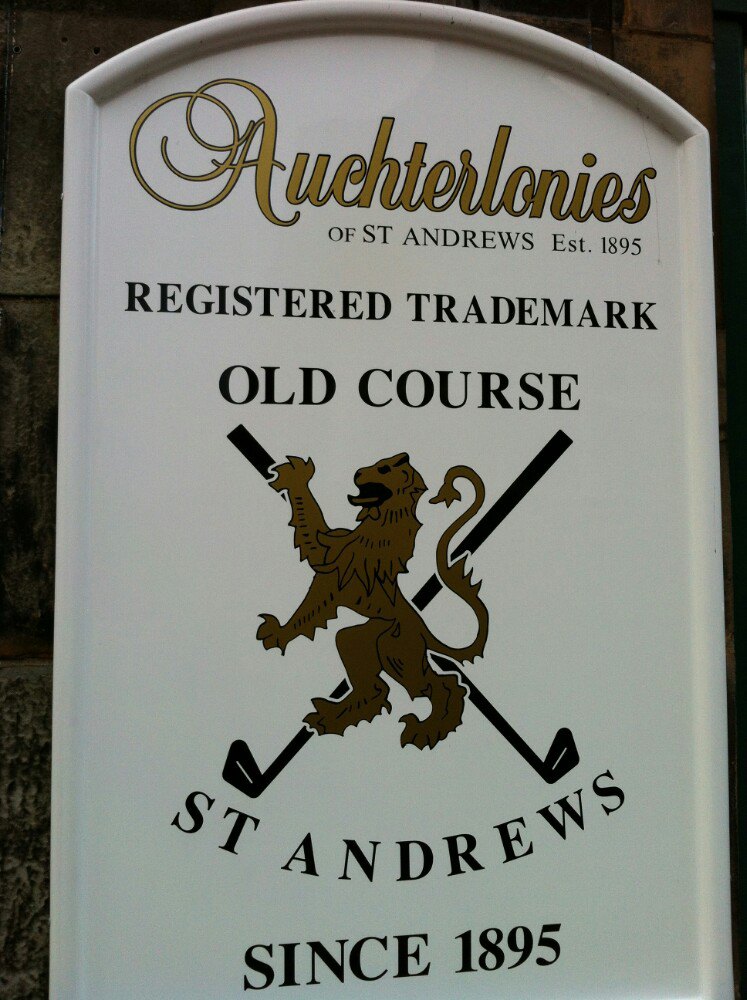 Auchterlonies
OF ST ANDREWS Est. 1895
REGISTERED TRADEMARK
OLD COURSE
ST ANDREWS
SINCE 1895